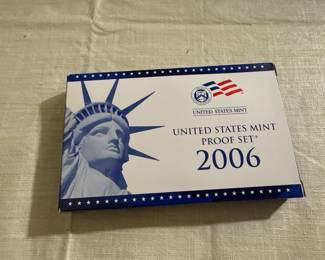 UNITED STATES MINT
UNITED STATES MINT
PROOF SET®
2006